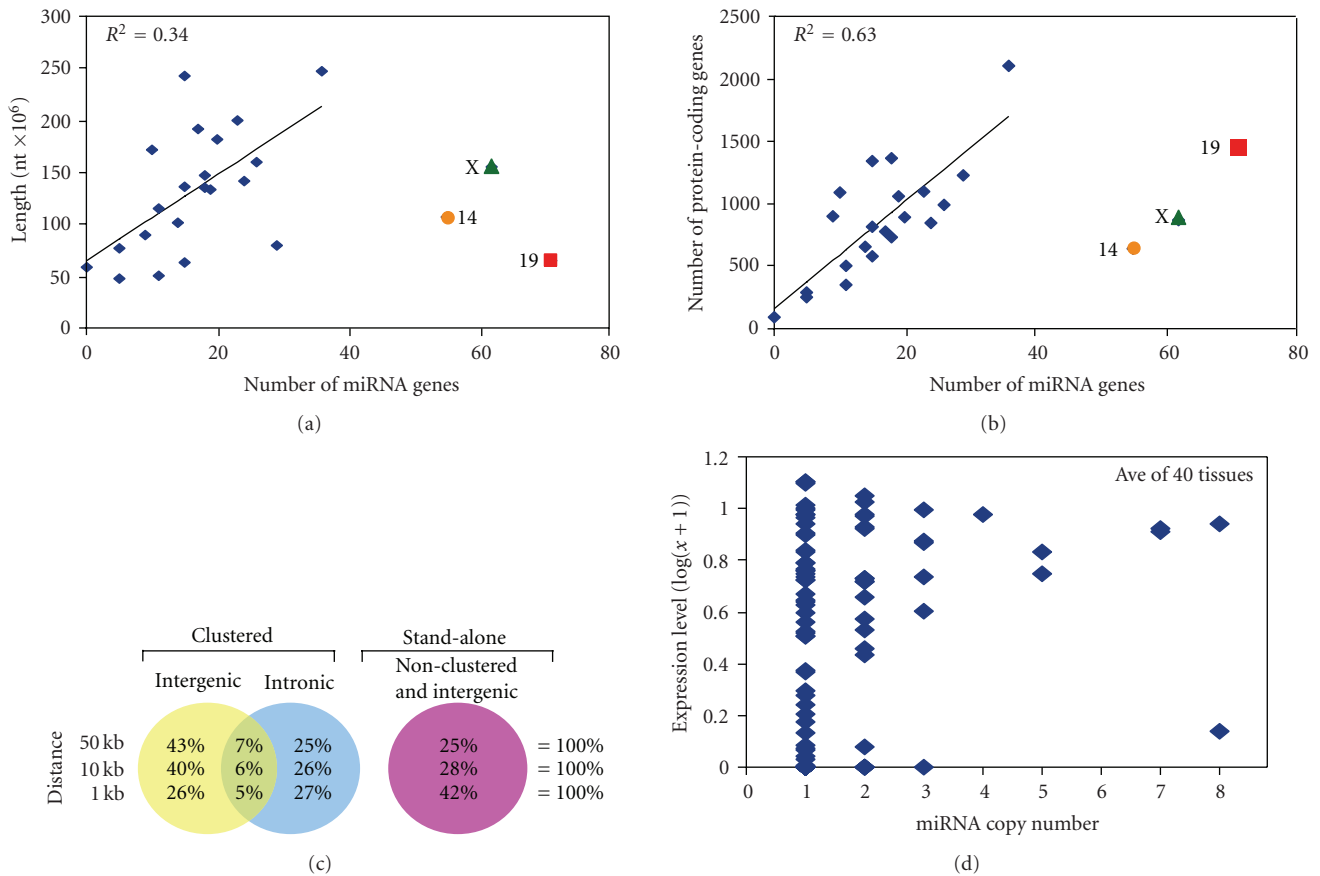 R² = 0.34
300
250
200
150
100
50
0
Length (nt ×10⁶)
X
14
19
0 20 40 60 80
Number of miRNA genes
(a)
R² = 0.63
2500
2000
1500
1000
500
0
Number of protein-coding genes
19
X
14
0 20 40 60 80
Number of miRNA genes
(b)
Clustered
Stand-alone
Intergenic Intronic
Non-clustered
and intergenic
Distance
50 kb 43% 7% 25% 25% = 100%
10 kb 40% 6% 26% 28% = 100%
1 kb 26% 5% 27% 42% = 100%
(c)
Ave of 40 tissues
1.2
1
0.8
0.6
0.4
0.2
0
Expression level (log(x + 1))
0 1 2 3 4 5 6 7 8
miRNA copy number
(d)